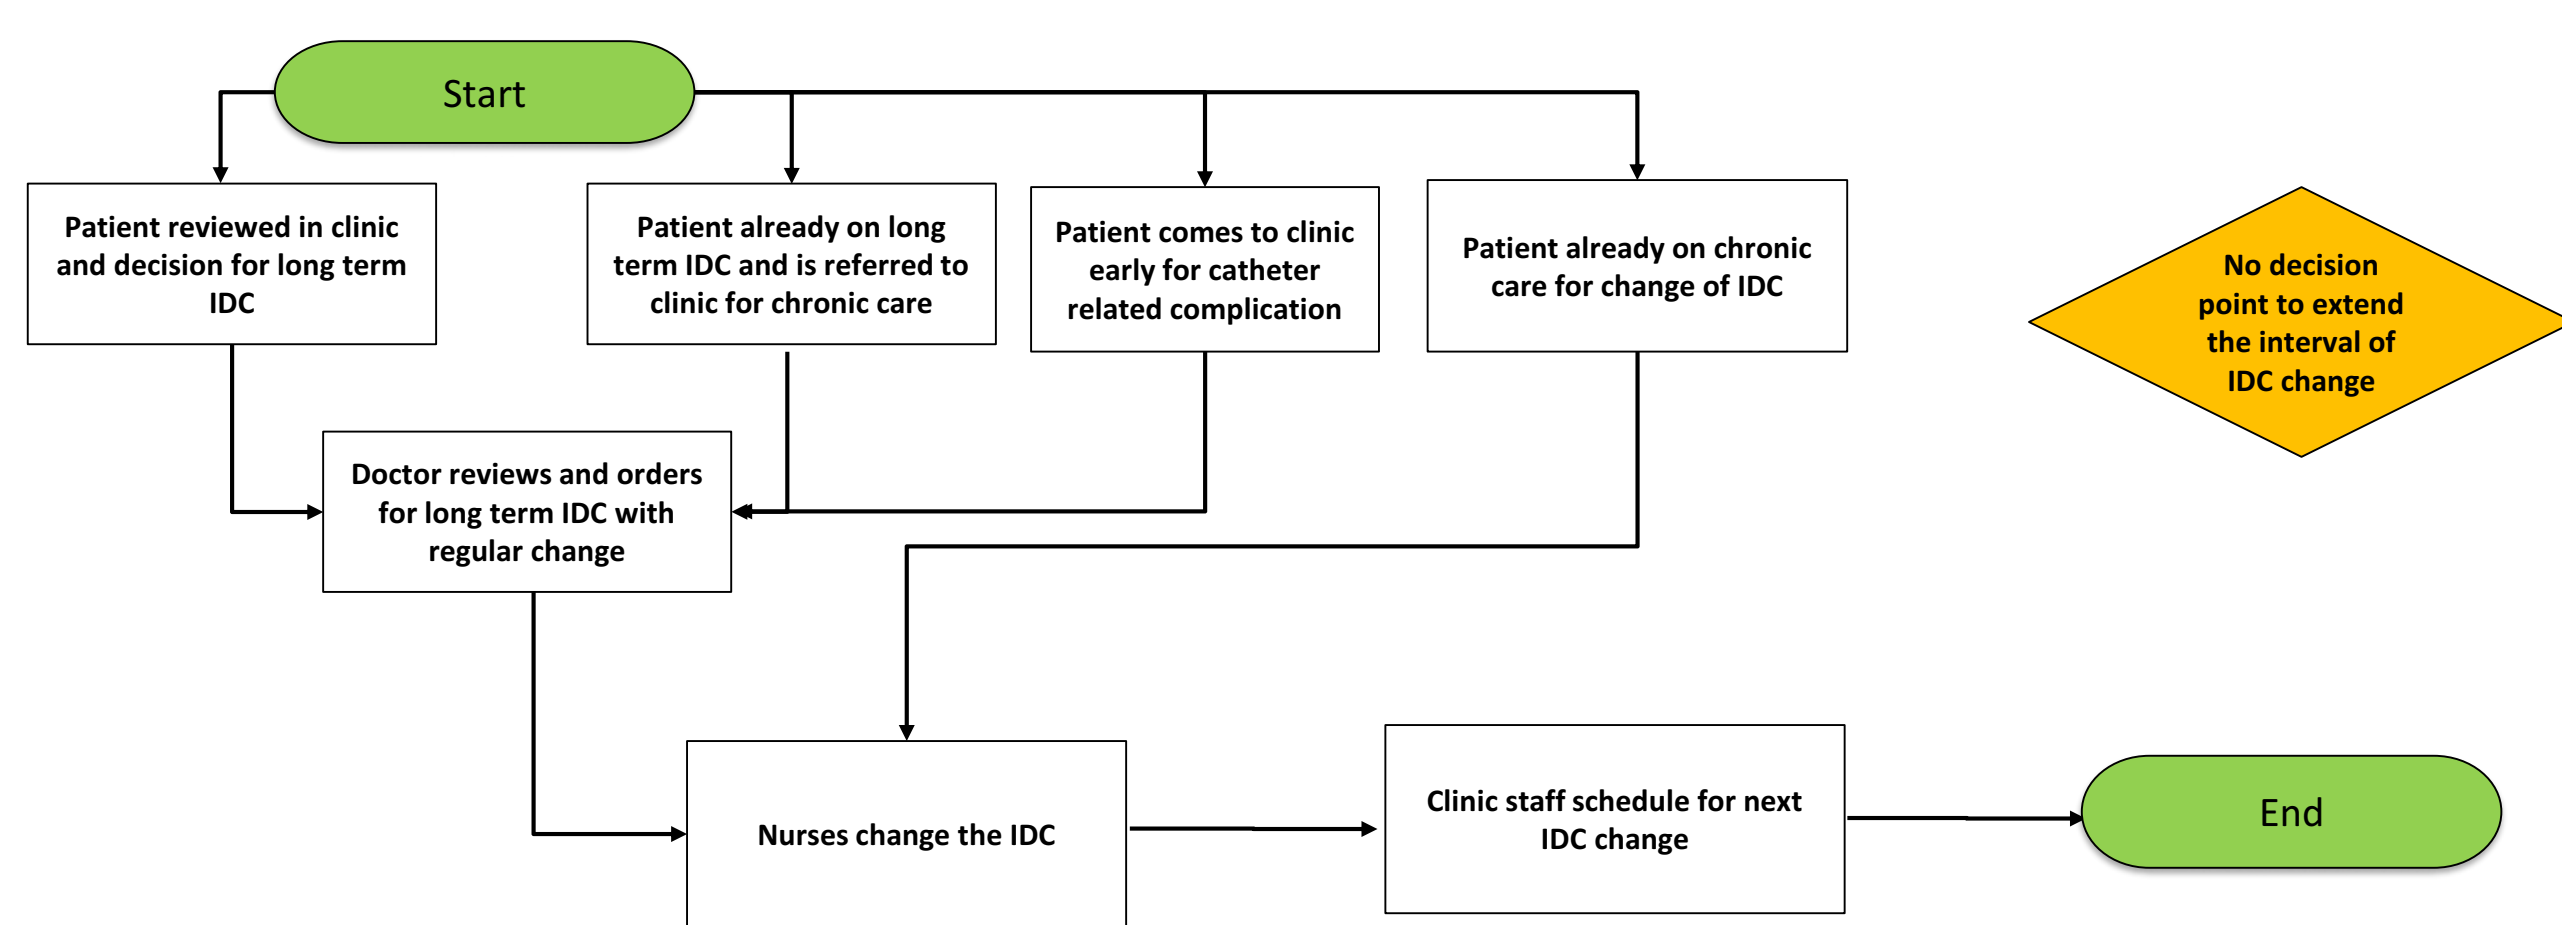 Start
Patient reviewed in clinic
and decision for long term
IDC
Patient already on long
term IDC and is referred to
clinic for chronic care
Patient comes to clinic
early for catheter
related complication
Patient already on chronic
care for change of IDC
No decision
point to extend
the interval of
IDC change
Doctor reviews and orders
for long term IDC with
regular change
Nurses change the IDC
Clinic staff schedule for next
IDC change
End